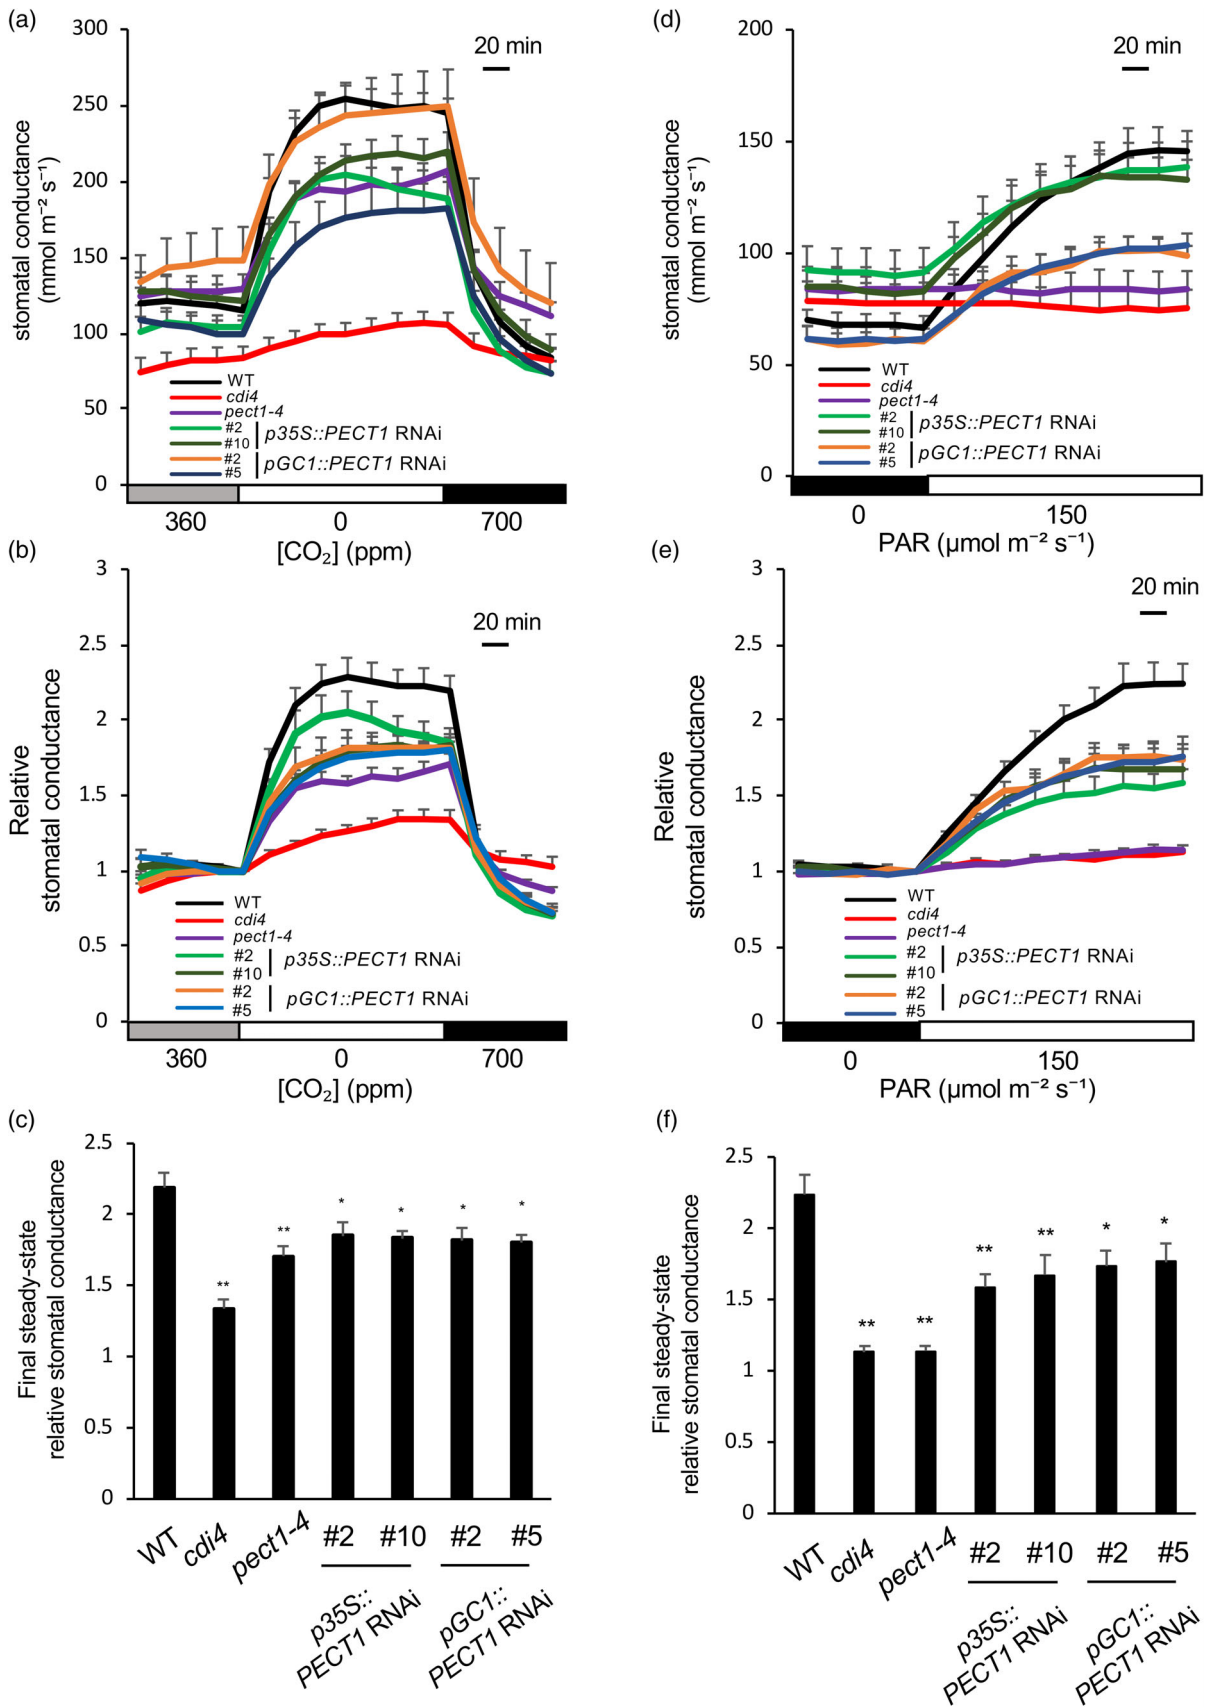 (a)
stomatal conductance
(mmol m⁻² s⁻¹)
300
250
200
150
100
50
0
20 min
WT
cdi4
pect1-4
#2
#10
p35S::PECT1 RNAi
#2
#5
pGC1::PECT1 RNAi
360
0
700
[CO₂] (ppm)
(d)
stomatal conductance
(mmol m⁻² s⁻¹)
200
150
100
50
0
20 min
WT
cdi4
pect1-4
#2
#10
p35S::PECT1 RNAi
#2
#5
pGC1::PECT1 RNAi
0
150
PAR (μmol m⁻² s⁻¹)
(b)
Relative
stomatal conductance
3
2.5
2
1.5
1
0.5
0
20 min
WT
cdi4
pect1-4
#2
#10
p35S::PECT1 RNAi
#2
#5
pGC1::PECT1 RNAi
360
0
700
[CO₂] (ppm)
(e)
Relative
stomatal conductance
3
2.5
2
1.5
1
0.5
0
20 min
WT
cdi4
pect1-4
#2
#10
p35S::PECT1 RNAi
#2
#5
pGC1::PECT1 RNAi
0
150
PAR (μmol m⁻² s⁻¹)
(c)
Final steady-state
relative stomatal conductance
2.5
2
1.5
1
0.5
0
**
**
*
*
*
*
WT
cdi4
pect1-4
#2
#10
#2
#5
p35S::
PECT1 RNAi
pGC1::
PECT1 RNAi
(f)
Final steady-state
relative stomatal conductance
2.5
2
1.5
1
0.5
0
**
**
**
**
*
*
WT
cdi4
pect1-4
#2
#10
#2
#5
p35S::
PECT1 RNAi
pGC1::
PECT1 RNAi